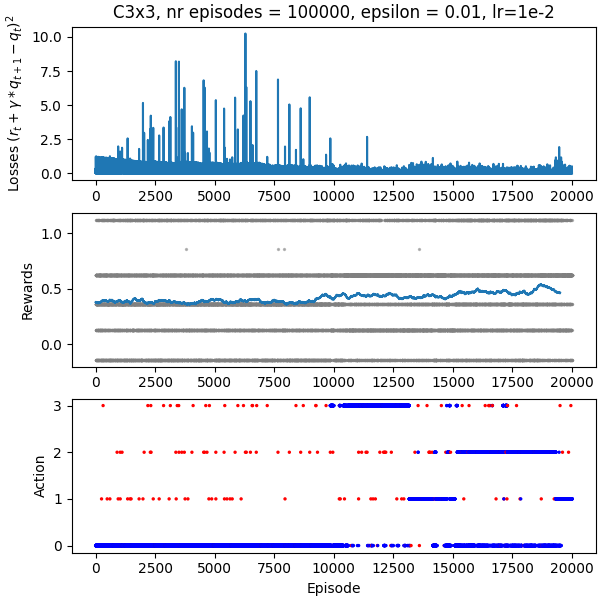 C3x3, nr episodes = 100000, epsilon = 0.01, lr=1e-2
Losses $(r_t + \gamma * q_{t+1} - q_t)^2$
10.0
7.5
5.0
2.5
0.0
0 2500 5000 7500 10000 12500 15000 17500 20000
Rewards
1.0
0.5
0.0
0 2500 5000 7500 10000 12500 15000 17500 20000
Action
3
2
1
0
0 2500 5000 7500 10000 12500 15000 17500 20000
Episode